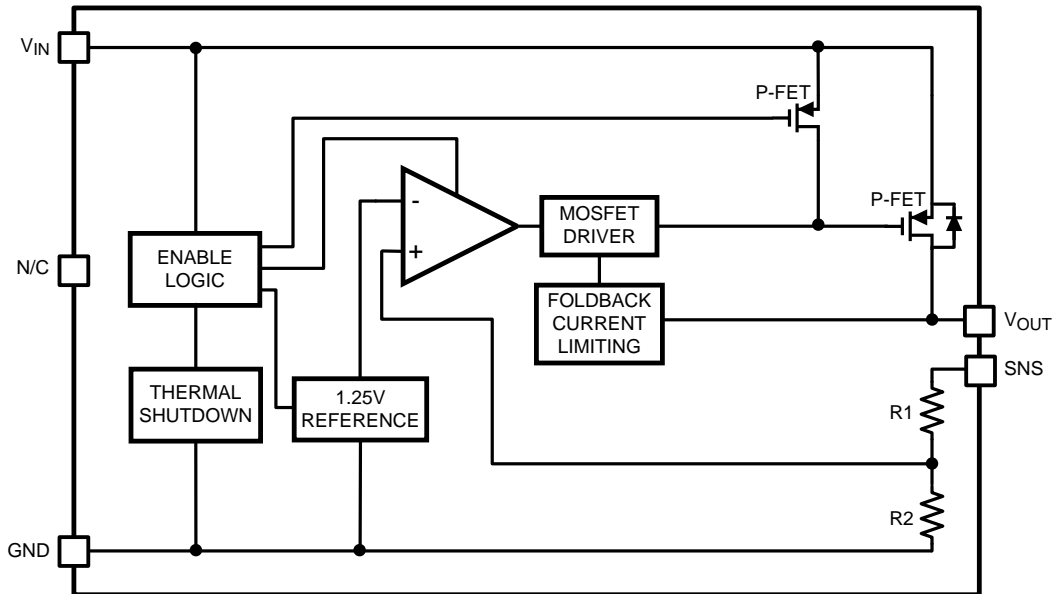 VIN
P-FET
P-FET
-
+
MOSFET
DRIVER
ENABLE
LOGIC
N/C
FOLDBACK
CURRENT
LIMITING
VOUT
SNS
THERMAL
SHUTDOWN
1.25V
REFERENCE
R1
R2
GND